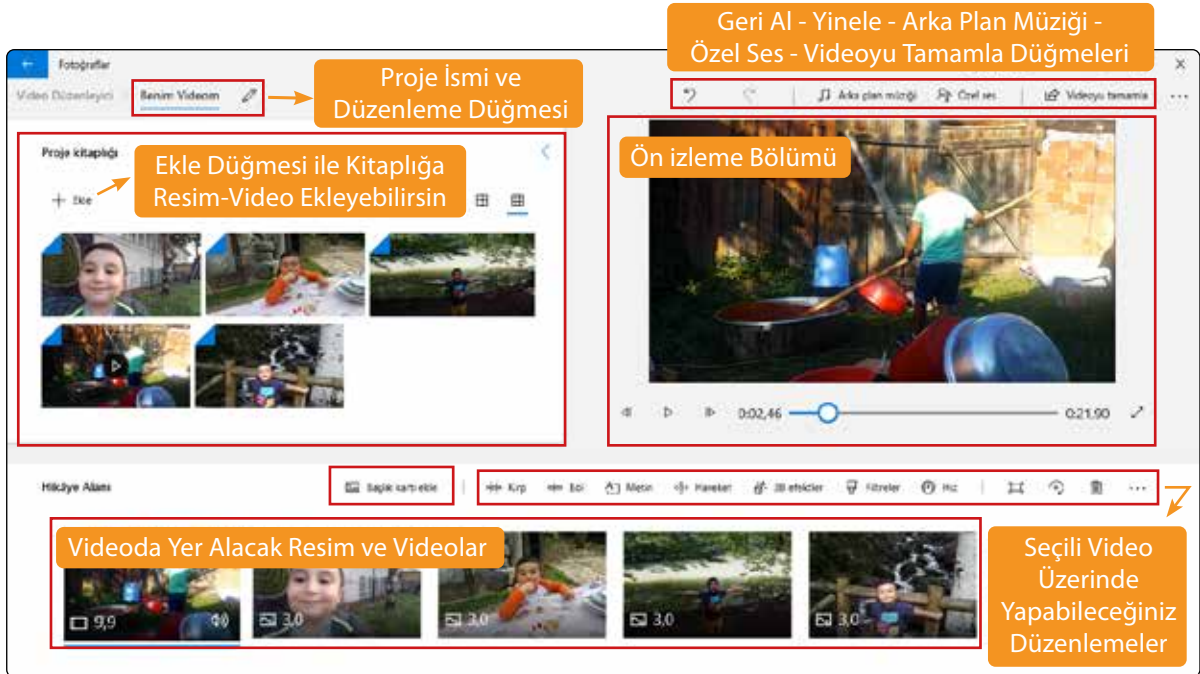 Geri Al - Yinele - Arka Plan Müziği -
Özel Ses - Videoyu Tamamla Düğmeleri
Fotoğraflar
Video Düzenleyici
Benim Videom
Proje İsmi ve
Düzenleme Düğmesi
Arka plan müziği
Özel ses
Videoyu tamamla
Proje kitaplığı
Ekle Düğmesi ile Kitaplığa
Resim-Video Ekleyebilirsin
Ekle
Ön izleme Bölümü
0:02,46
0:21,90
Hikâye Alanı
Başlık kartı ekle
Kırp
Böl
Metin
Hareket
3B efektler
Filtreler
Hız
Videoda Yer Alacak Resim ve Videolar
9,9
3,0
3,0
3,0
3,0
Seçili Video
Üzerinde
Yapabileceğiniz
Düzenlemeler